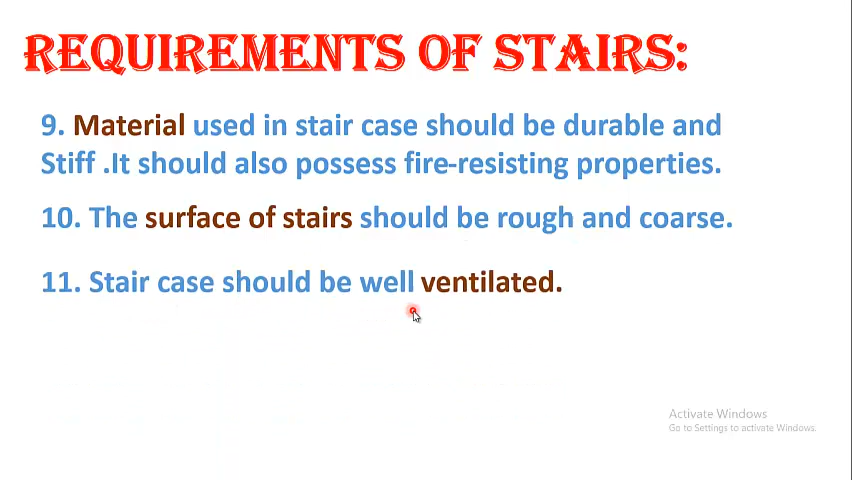 REQUIREMENTS OF STAIRS:
9. Material used in stair case should be durable and
Stiff .It should also possess fire-resisting properties.
10. The surface of stairs should be rough and coarse.
11. Stair case should be well ventilated.
Activate Windows
Go to Settings to activate Windows.